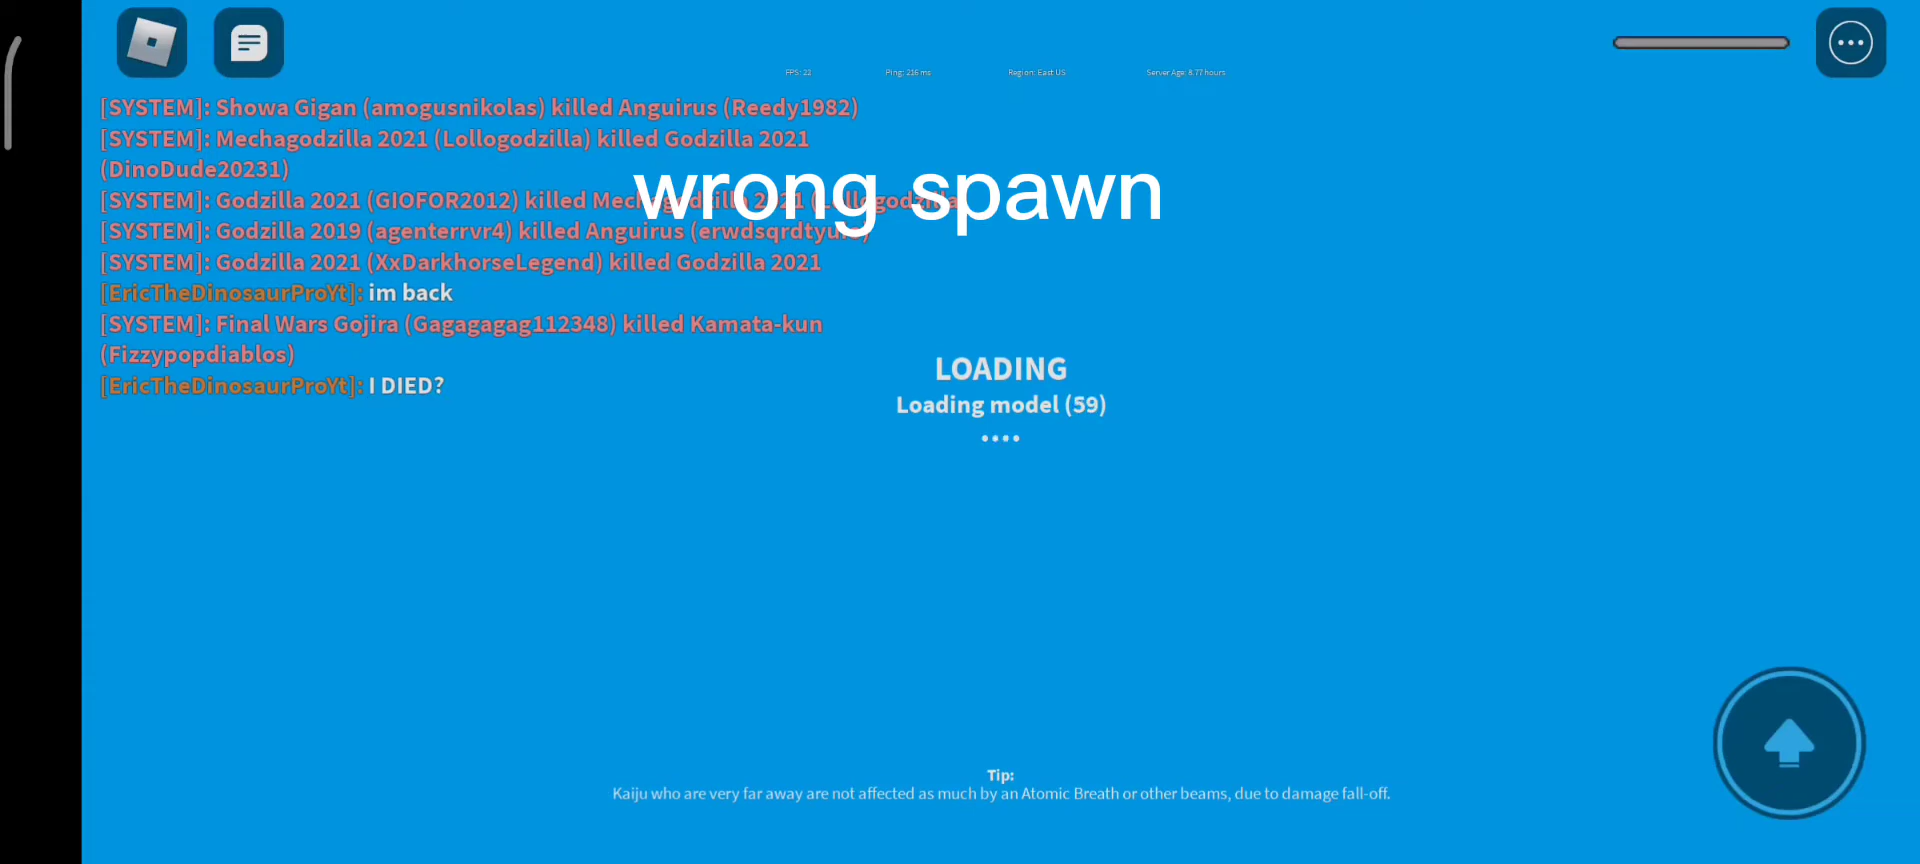 FPS: 22 Ping: 216 ms Region: East US Server Age: 8.77 hours
[SYSTEM]: Showa Gigan (amogusnikolas) killed Anguirus (Reedy1982)
[SYSTEM]: Mechagodzilla 2021 (Lollogodzilla) killed Godzilla 2021
(DinoDude20231)
wrong spawn
[SYSTEM]: Godzilla 2021 (GIOFOR2012) killed Mechagodzilla 2021 (Lollogodzilla)
[SYSTEM]: Godzilla 2019 (agenterrvr4) killed Anguirus
[SYSTEM]: Godzilla 2021 (XxDarkhorseLegend) killed Godzilla 2021
[EricTheDinosaurProYt]: im back
[SYSTEM]: Final Wars Gojira (Gagagagag112348) killed Kamata-kun
(Fizzypopdiablos)
[EricTheDinosaurProYt]: I DIED?
LOADING
Loading model (59)
....
Tip:
Kaiju who are very far away are not affected as much by an Atomic Breath or other beams, due to damage fall-off.